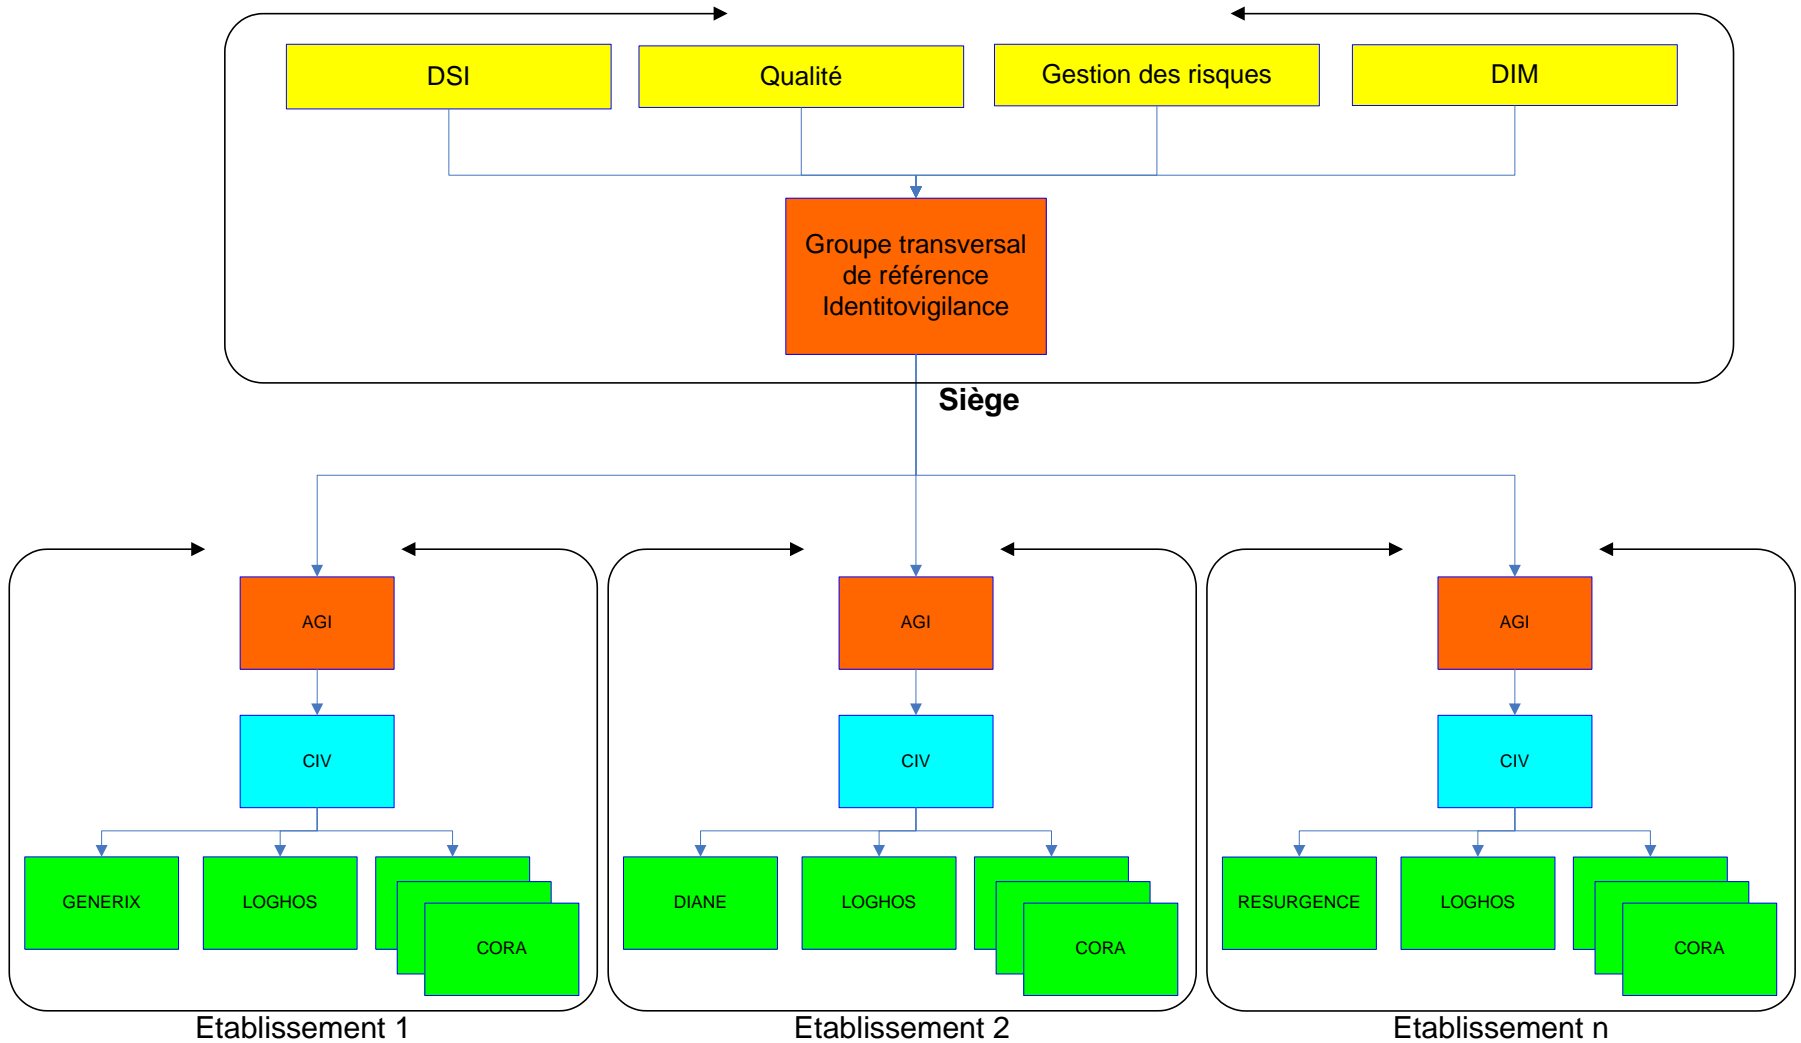 DSI
Qualité
Gestion des risques
DIM
Groupe transversal
de référence
Identitovigilance
Siège
AGI
AGI
AGI
CIV
CIV
CIV
GENERIX
LOGHOS
CORA
DIANE
LOGHOS
CORA
RESURGENCE
LOGHOS
CORA
Etablissement 1
Etablissement 2
Etablissement n